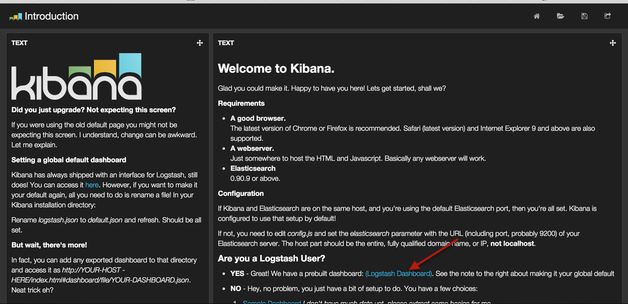 Introduction
TEXT
kibana
Did you just upgrade? Not expecting this screen?
If you were using the old default page you might not be
expecting this screen. I understand, change can be awkward.
Let me explain.
Setting a global default dashboard
Kibana has always shipped with an interface for Logstash, still
does! You can access it here. However, if you want to make it
your default again, all you need to do is rename a file! In your
Kibana installation directory:
Rename logstash.json to default.json and refresh. Should be all
set.
But wait, there's more!
In fact, you can add any exported dashboard to that directory
and access it as http://YOUR-HOST -
HERE/index.html#dashboard/file/YOUR-DASHBOARD.json.
Neat trick eh?
TEXT
Welcome to Kibana.
Glad you could make it. Happy to have you here! Lets get started, shall we?
Requirements
• A good browser.
The latest version of Chrome or Firefox is recommended. Safari (latest version) and Internet Explorer 9 and above are also
supported.
• A webserver.
Just somewhere to host the HTML and Javascript. Basically any webserver will work.
• Elasticsearch
0.90.9 or above.
Configuration
If Kibana and Elasticsearch are on the same host, and you're using the default Elasticsearch port, then you're all set. Kibana is
configured to use that setup by default!
If not, you need to edit config.js and set the elasticsearch parameter with the URL (including port, probably 9200) of your
Elasticsearch server. The host part should be the entire, fully qualified domain name, or IP, not localhost.
Are you a Logstash User?
• YES - Great! We have a prebuilt dashboard: (Logstash Dashboard). See the note to the right about making it your global default
• NO - Hey, no problem, you just have a bit of setup to do. You have a few choices:
1. Sample Dashboard I don't have much data yet, please extract some basics for me